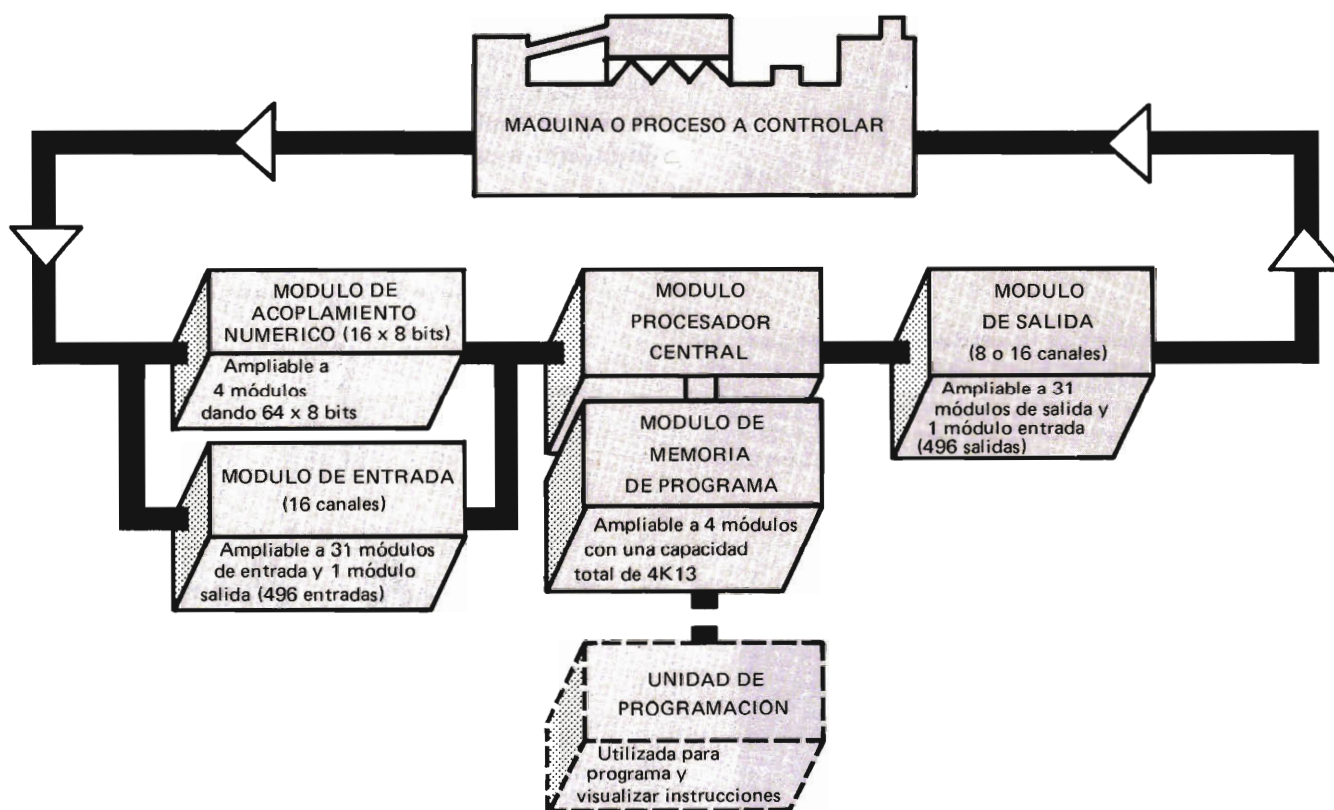 MAQUINA O PROCESO A CONTROLAR
MODULO DE
ACOPLAMIENTO
NUMERICO (16 x 8 bits)
Ampliable a
4 módulos
dando 64 x 8 bits
MODULO DE ENTRADA
(16 canales)
Ampliable a 31 módulos
de entrada y 1 módulo
salida (496 entradas)
MODULO
PROCESADOR
CENTRAL
MODULO DE
MEMORIA
DE PROGRAMA
Ampliable a 4 módulos
con una capacidad
total de 4K13
MODULO
DE SALIDA
(8 o 16 canales)
Ampliable a 31
módulos de salida y
1 módulo entrada
(496 salidas)
UNIDAD DE
PROGRAMACION
Utilizada para
programa y
visualizar instrucciones